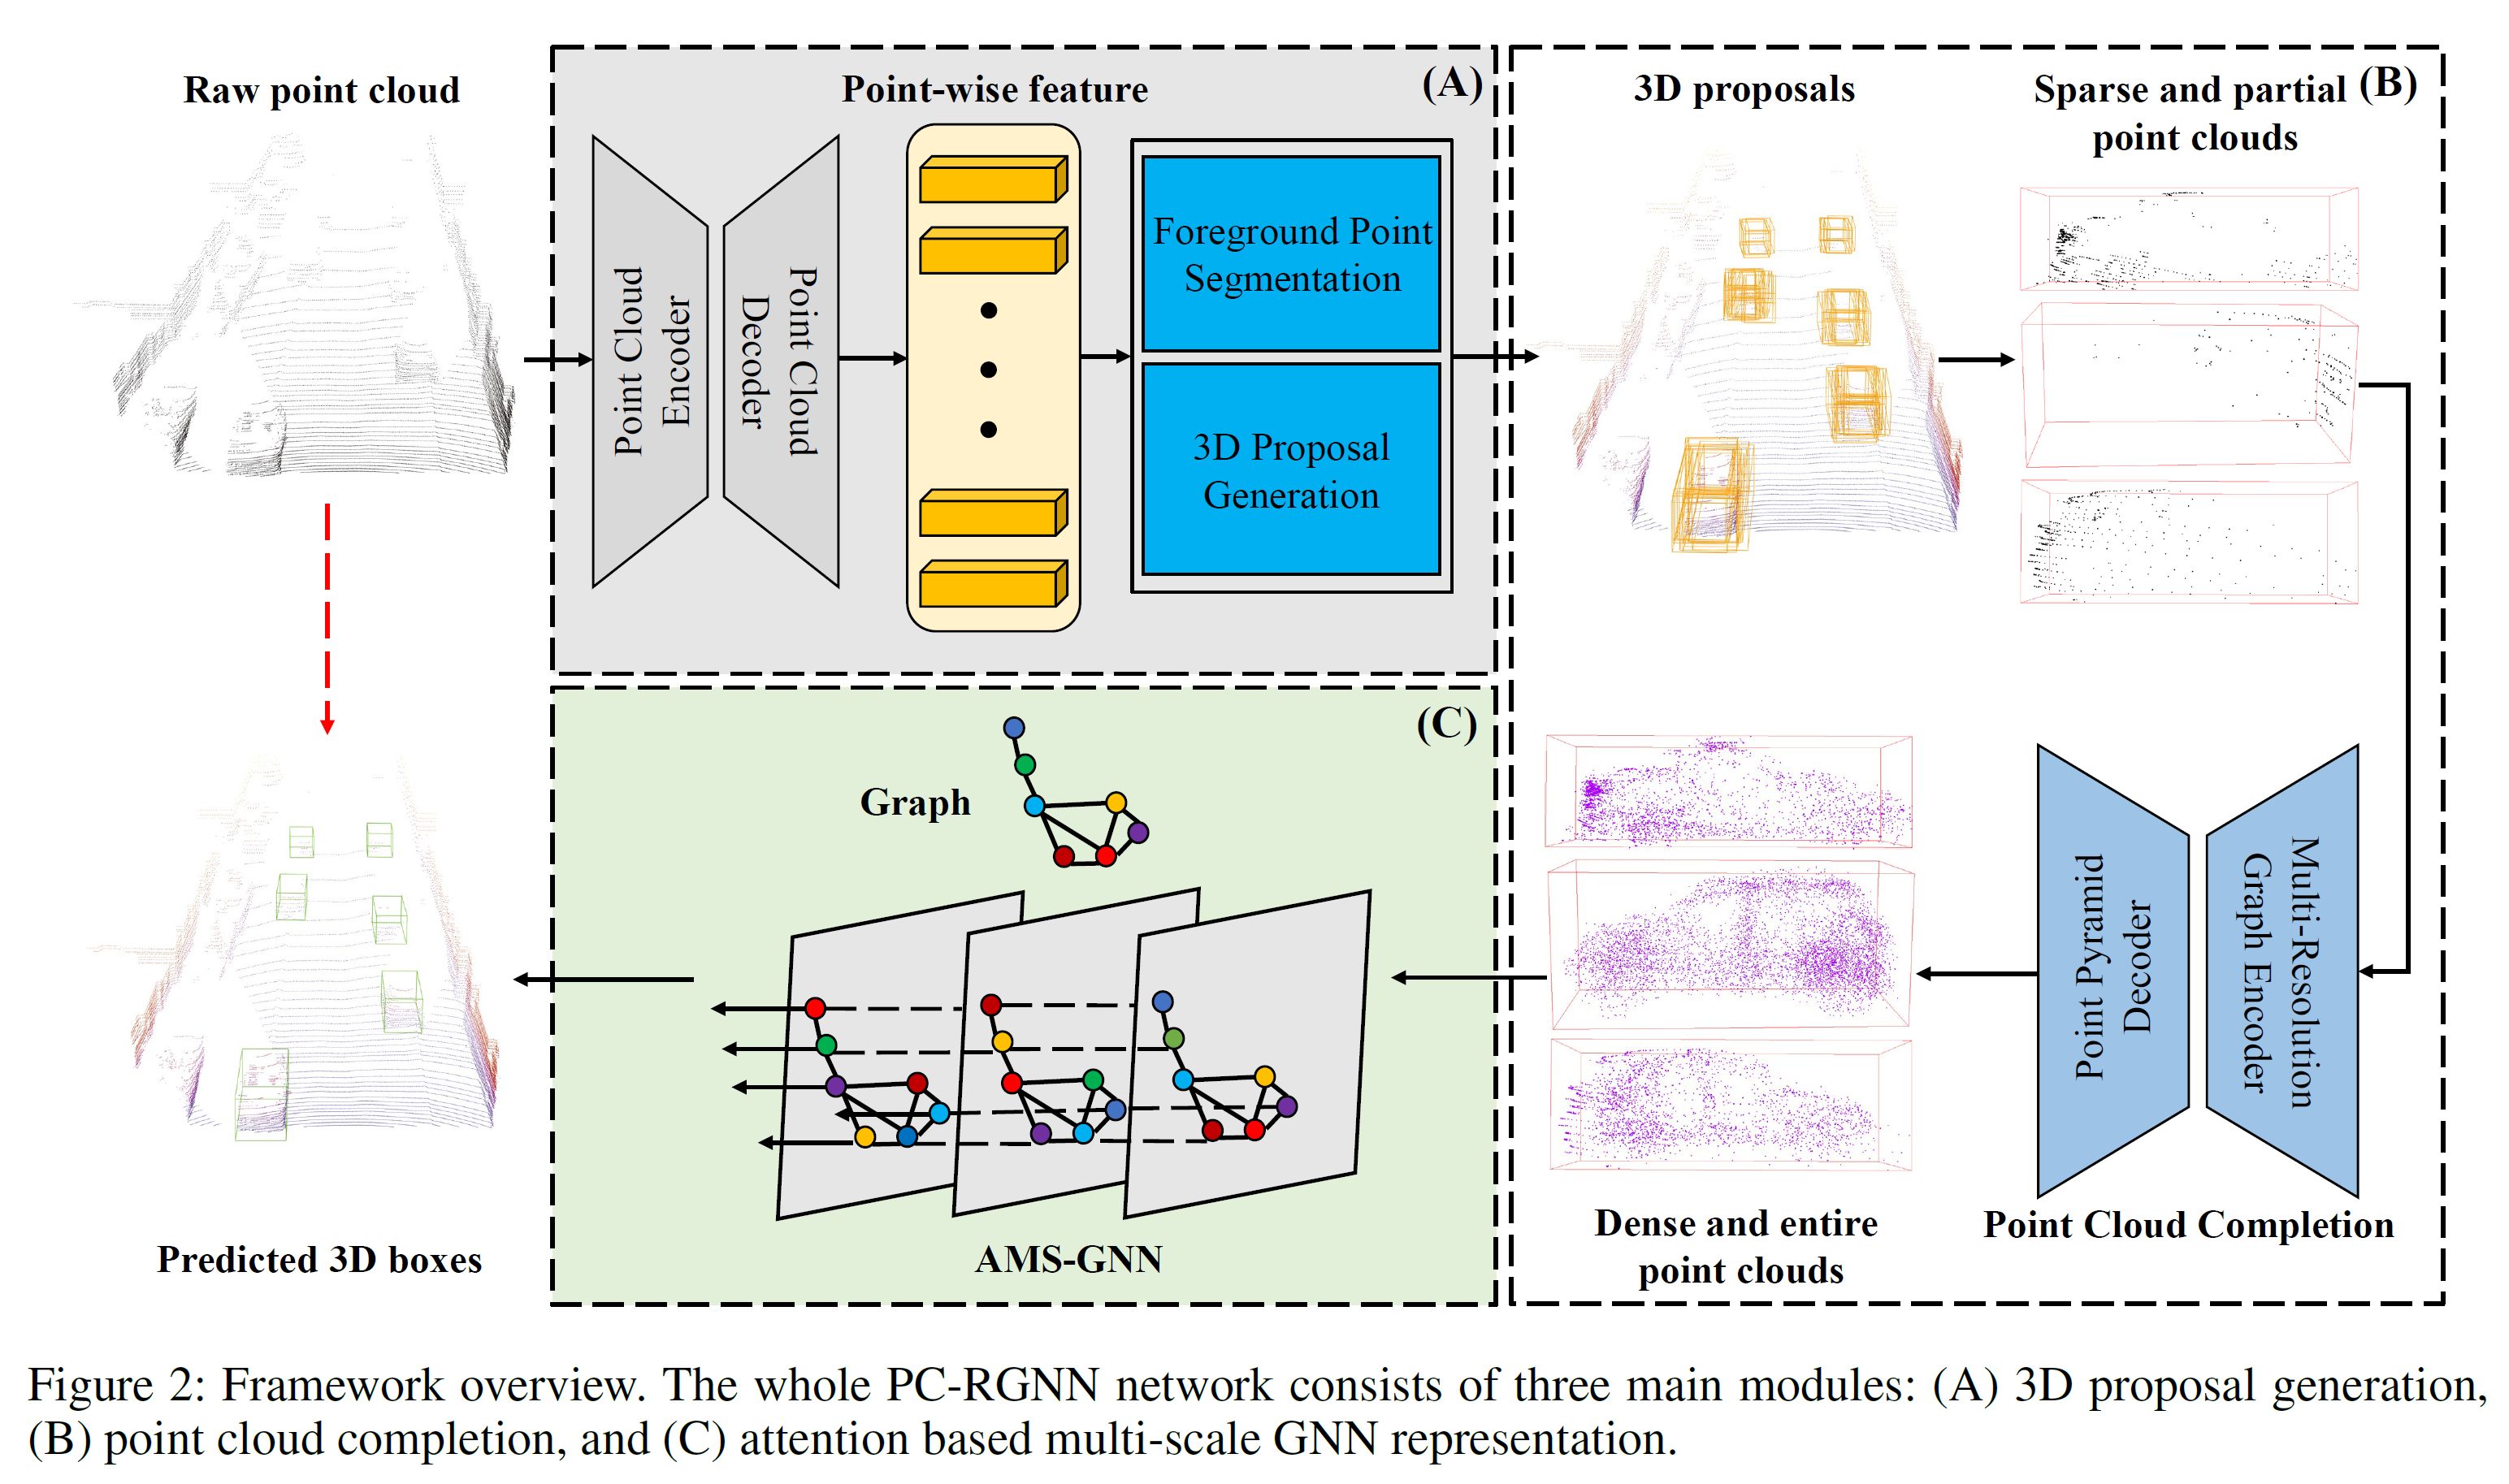 Raw point cloud
Point-wise feature
(A)
Point Cloud
Encoder
Point Cloud
Decoder
Foreground Point
Segmentation
3D Proposal
Generation
3D proposals
Sparse and partial
point clouds
(B)
Multi-Resolution
Graph Encoder
Point Pyramid
Decoder
Point Cloud Completion
Dense and entire
point clouds
(C)
Graph
AMS-GNN
Predicted 3D boxes
Figure 2: Framework overview. The whole PC-RGNN network consists of three main modules: (A) 3D proposal generation,
(B) point cloud completion, and (C) attention based multi-scale GNN representation.